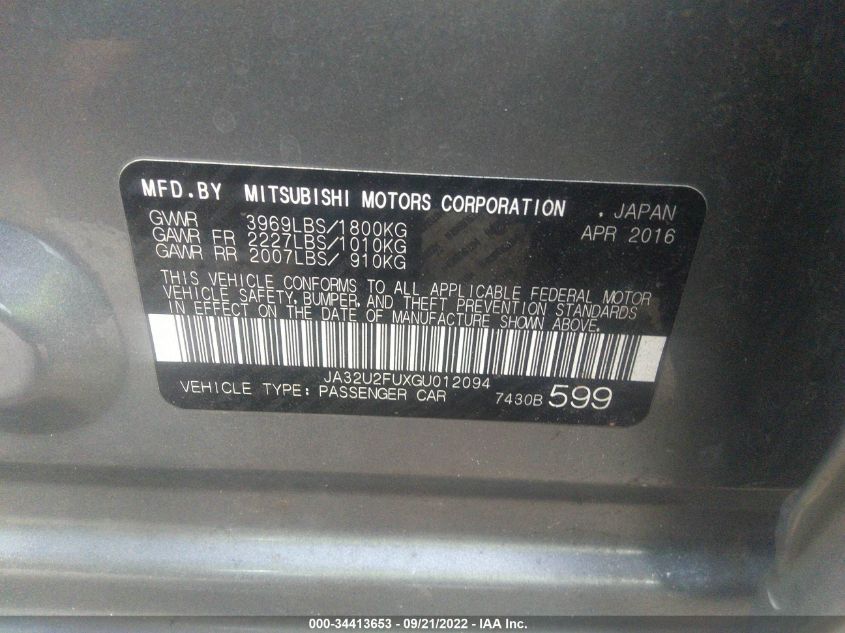 MFD.BY MITSUBISHI MOTORS CORPORATION , JAPAN
GVWR 3969LBS/1800KG APR 2016
GAWR FR 2227LBS/1010KG
GAWR RR 2007LBS/ 910KG
THIS VEHICLE CONFORMS TO ALL APPLICABLE FEDERAL MOTOR
VEHICLE SAFETY, BUMPER, AND THEFT PREVENTION STANDARDS
IN EFFECT ON THE DATE OF MANUFACTURE SHOWN ABOVE.
JA32U2FUXGU012094
VEHICLE TYPE: PASSENGER CAR 7430B 599
000-34413653 - 09/21/2022 - IAA Inc.